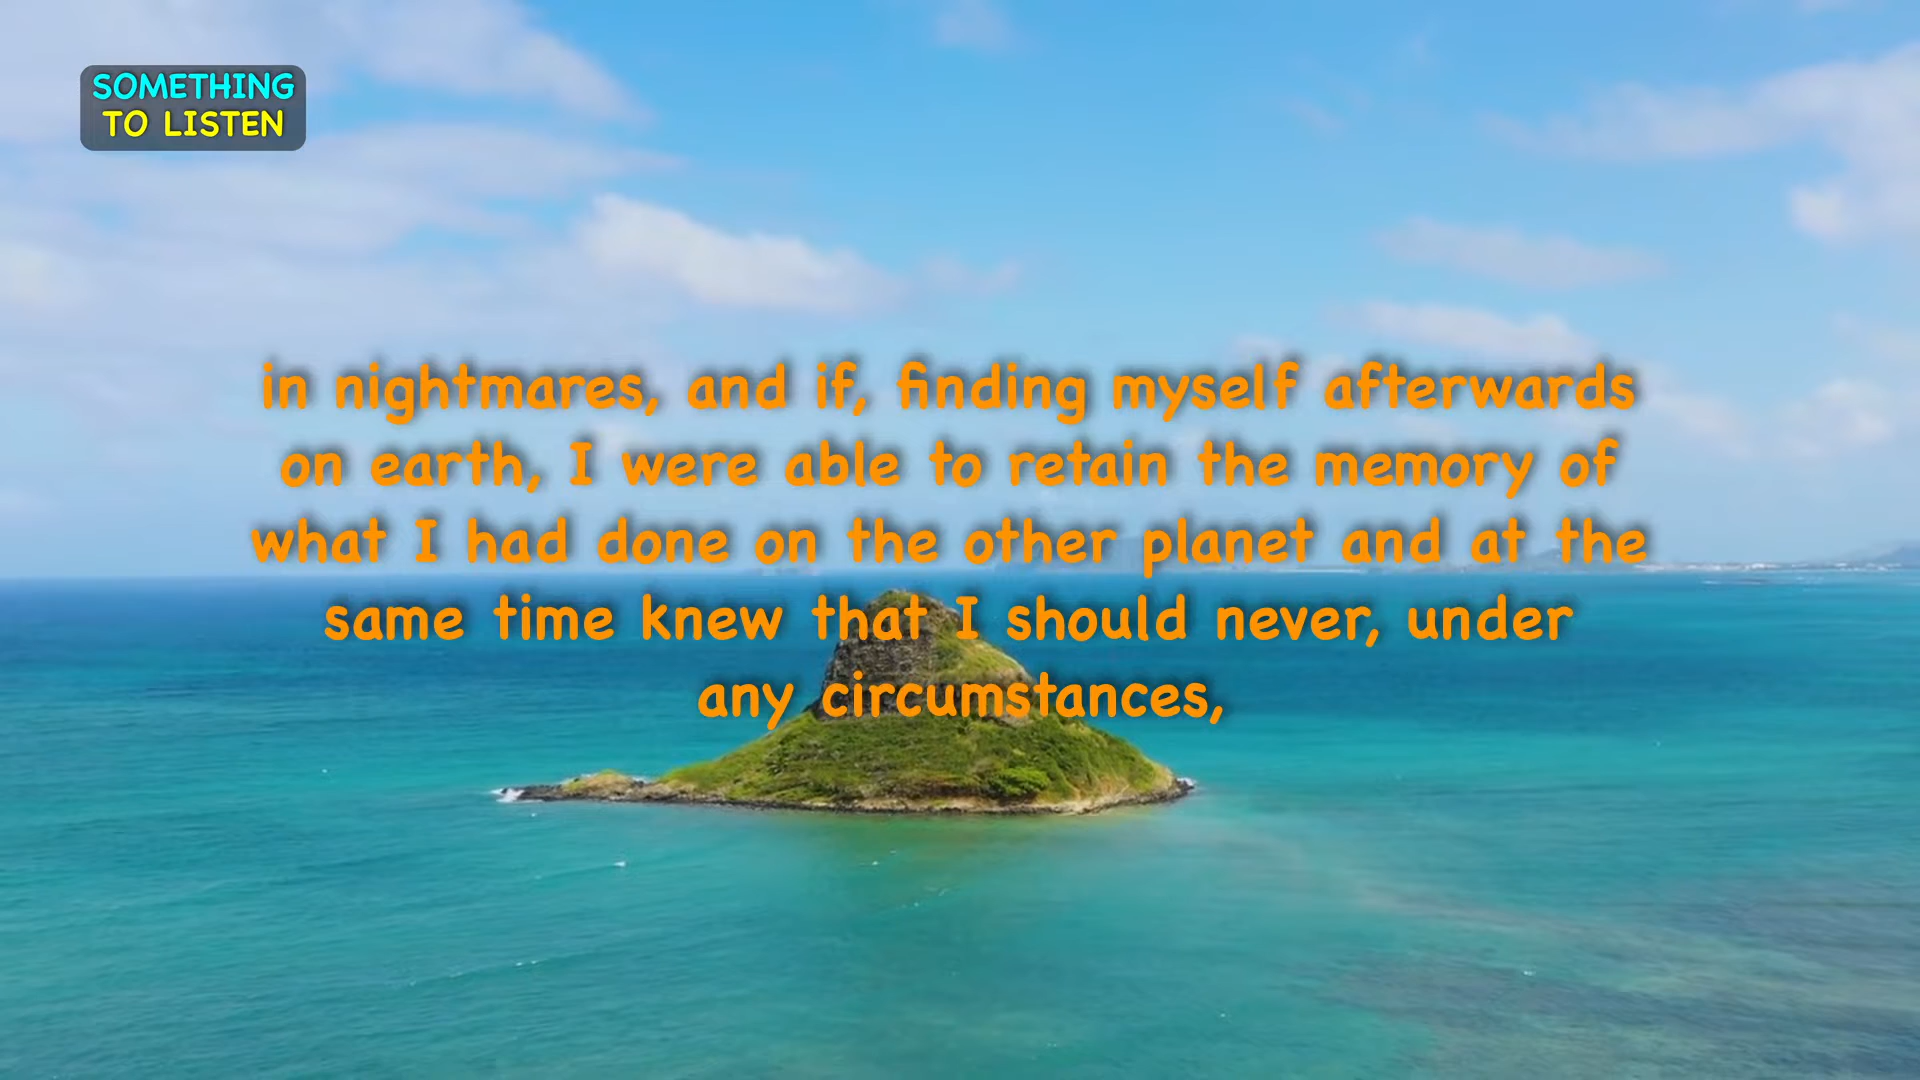 SOMETHING
TO LISTEN
in nightmares, and if, finding myself afterwards
on earth, I were able to retain the memory of
what I had done on the other planet and at the
same time knew that I should never, under
any circumstances,